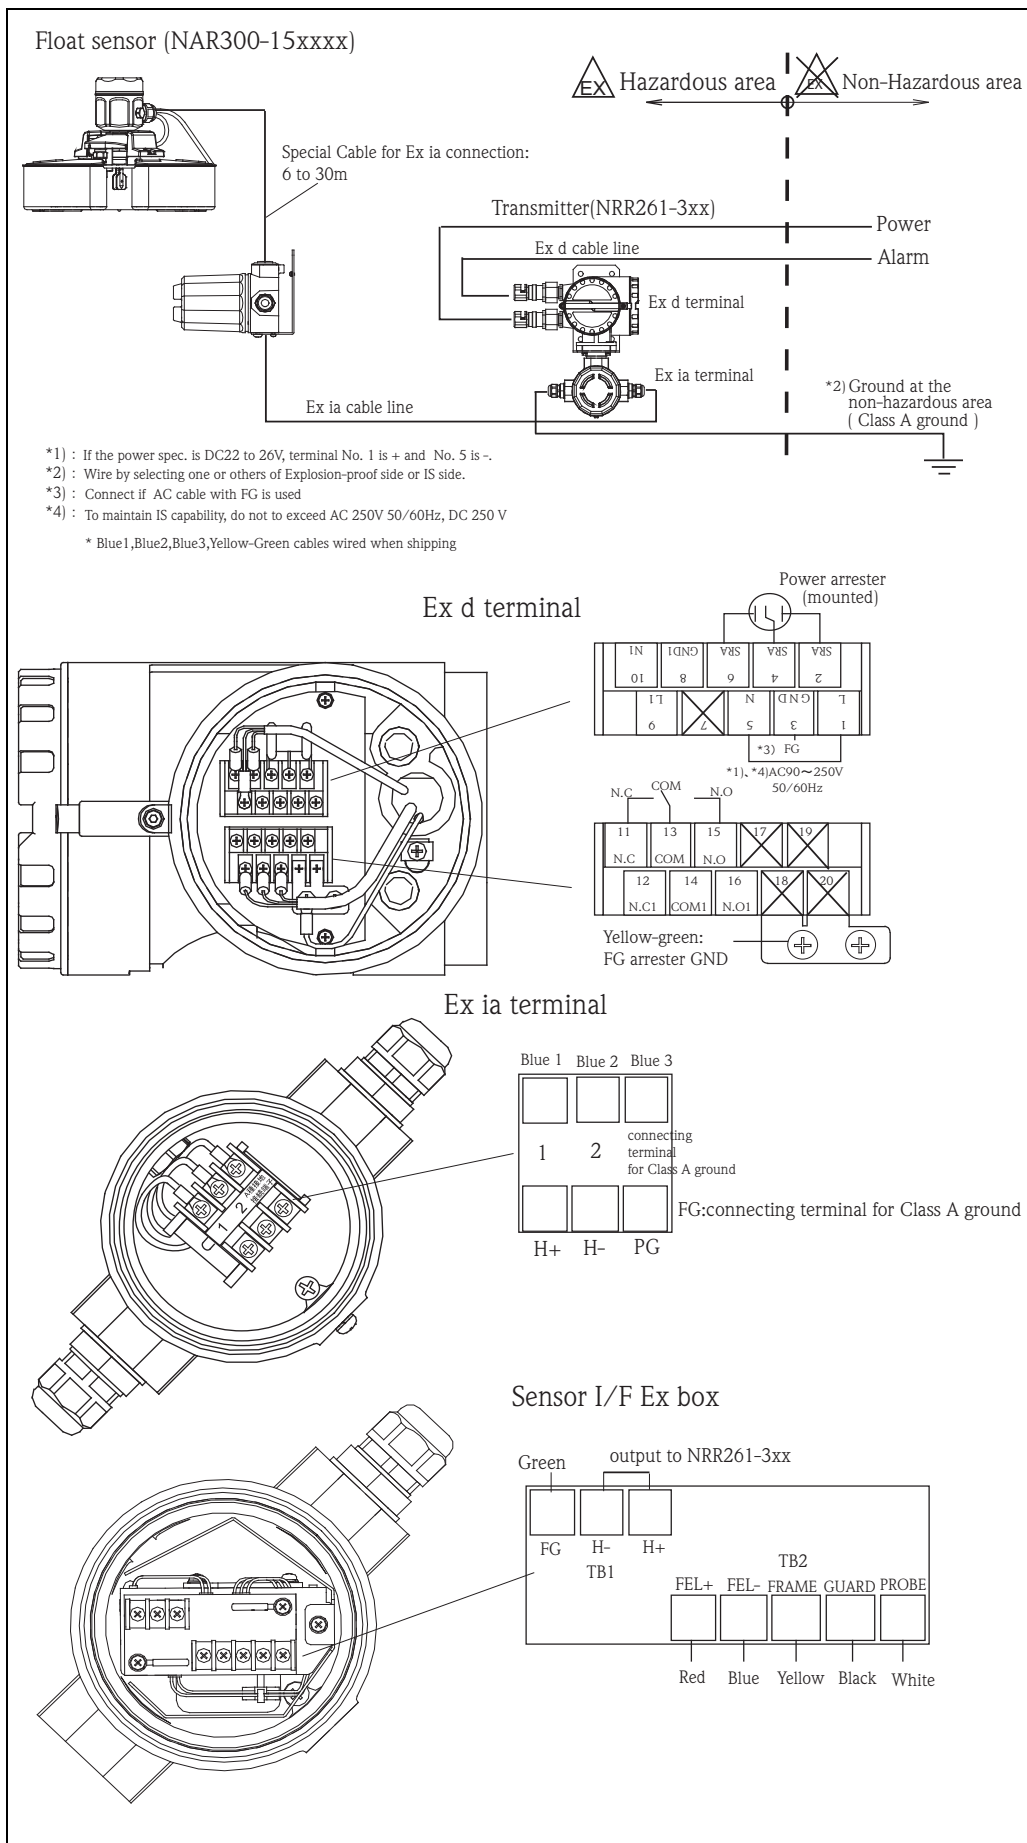 Float sensor (NAR300-15xxxx)
EX
Hazardous area
EX
Non-Hazardous area
Special Cable for Ex ia connection:
6 to 30m
Transmitter(NRR261-3xx)
Power
Ex d cable line
Alarm
Ex d terminal
Ex ia terminal
Ex ia cable line
*2) Ground at the
non-hazardous area
( Class A ground )
*1) : If the power spec. is DC22 to 26V, terminal No. 1 is + and No. 5 is -.
*2) : Wire by selecting one or others of Explosion-proof side or IS side.
*3) : Connect if AC cable with FG is used
*4) : To maintain IS capability, do not to exceed AC 250V 50/60Hz, DC 250 V
* Blue1,Blue2,Blue3,Yellow-Green cables wired when shipping
Ex d terminal
Power arrester
(mounted)
N1 GND1 SRA SRA SRA
10 8 6 4 2
L1 N GND L
9 7 5 3 1
*3) FG
*1)、*4)AC90～250V
50/60Hz
N.C COM N.O
11 13 15 17 19
N.C COM N.O
12 14 16 18 20
N.C1 COM1 N.O1
Yellow-green:
FG arrester GND
Ex ia terminal
Blue 1 Blue 2 Blue 3
1 2 connecting
terminal
for Class A ground
1 2
FG:connecting terminal for Class A ground
H+ H- PG
Sensor I/F Ex box
Green
output to NRR261-3xx
FG H- H+
TB1
TB2
FEL+ FEL- FRAME GUARD PROBE
Red Blue Yellow Black White